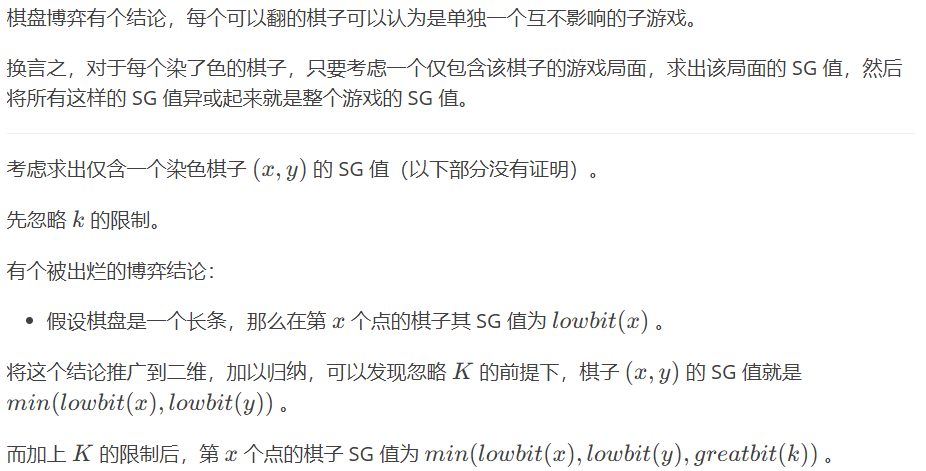 棋盘博弈有个结论，每个可以翻的棋子可以认为是单独一个互不影响的子游戏。
换言之，对于每个染了色的棋子，只要考虑一个仅包含该棋子的游戏局面，求出该局面的 SG 值，然后
将所有这样的 SG 值异或起来就是整个游戏的 SG 值。
考虑求出仅含一个染色棋子 (x, y) 的 SG 值（以下部分没有证明）。
先忽略 k 的限制。
有个被出烂的博弈结论：
• 假设棋盘是一个长条，那么在第 x 个点的棋子其 SG 值为 lowbit(x) 。
将这个结论推广到二维，加以归纳，可以发现忽略 K 的前提下，棋子 (x, y) 的 SG 值就是
min(lowbit(x), lowbit(y)) 。
而加上 K 的限制后，第 x 个点的棋子 SG 值为 min(lowbit(x), lowbit(y), greatbit(k)) 。